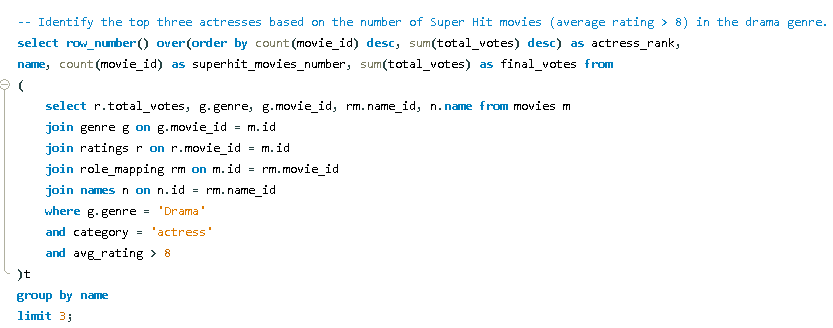 -- Identify the top three actresses based on the number of Super Hit movies (average rating > 8) in the drama genre.
select row_number() over(order by count(movie_id) desc, sum(total_votes) desc) as actress_rank,
name, count(movie_id) as superhit_movies_number, sum(total_votes) as final_votes from
(
select r.total_votes, g.genre, g.movie_id, rm.name_id, n.name from movies m
join genre g on g.movie_id = m.id
join ratings r on r.movie_id = m.id
join role_mapping rm on m.id = rm.movie_id
join names n on n.id = rm.name_id
where g.genre = 'Drama'
and category = 'actress'
and avg_rating > 8
)t
group by name
limit 3;